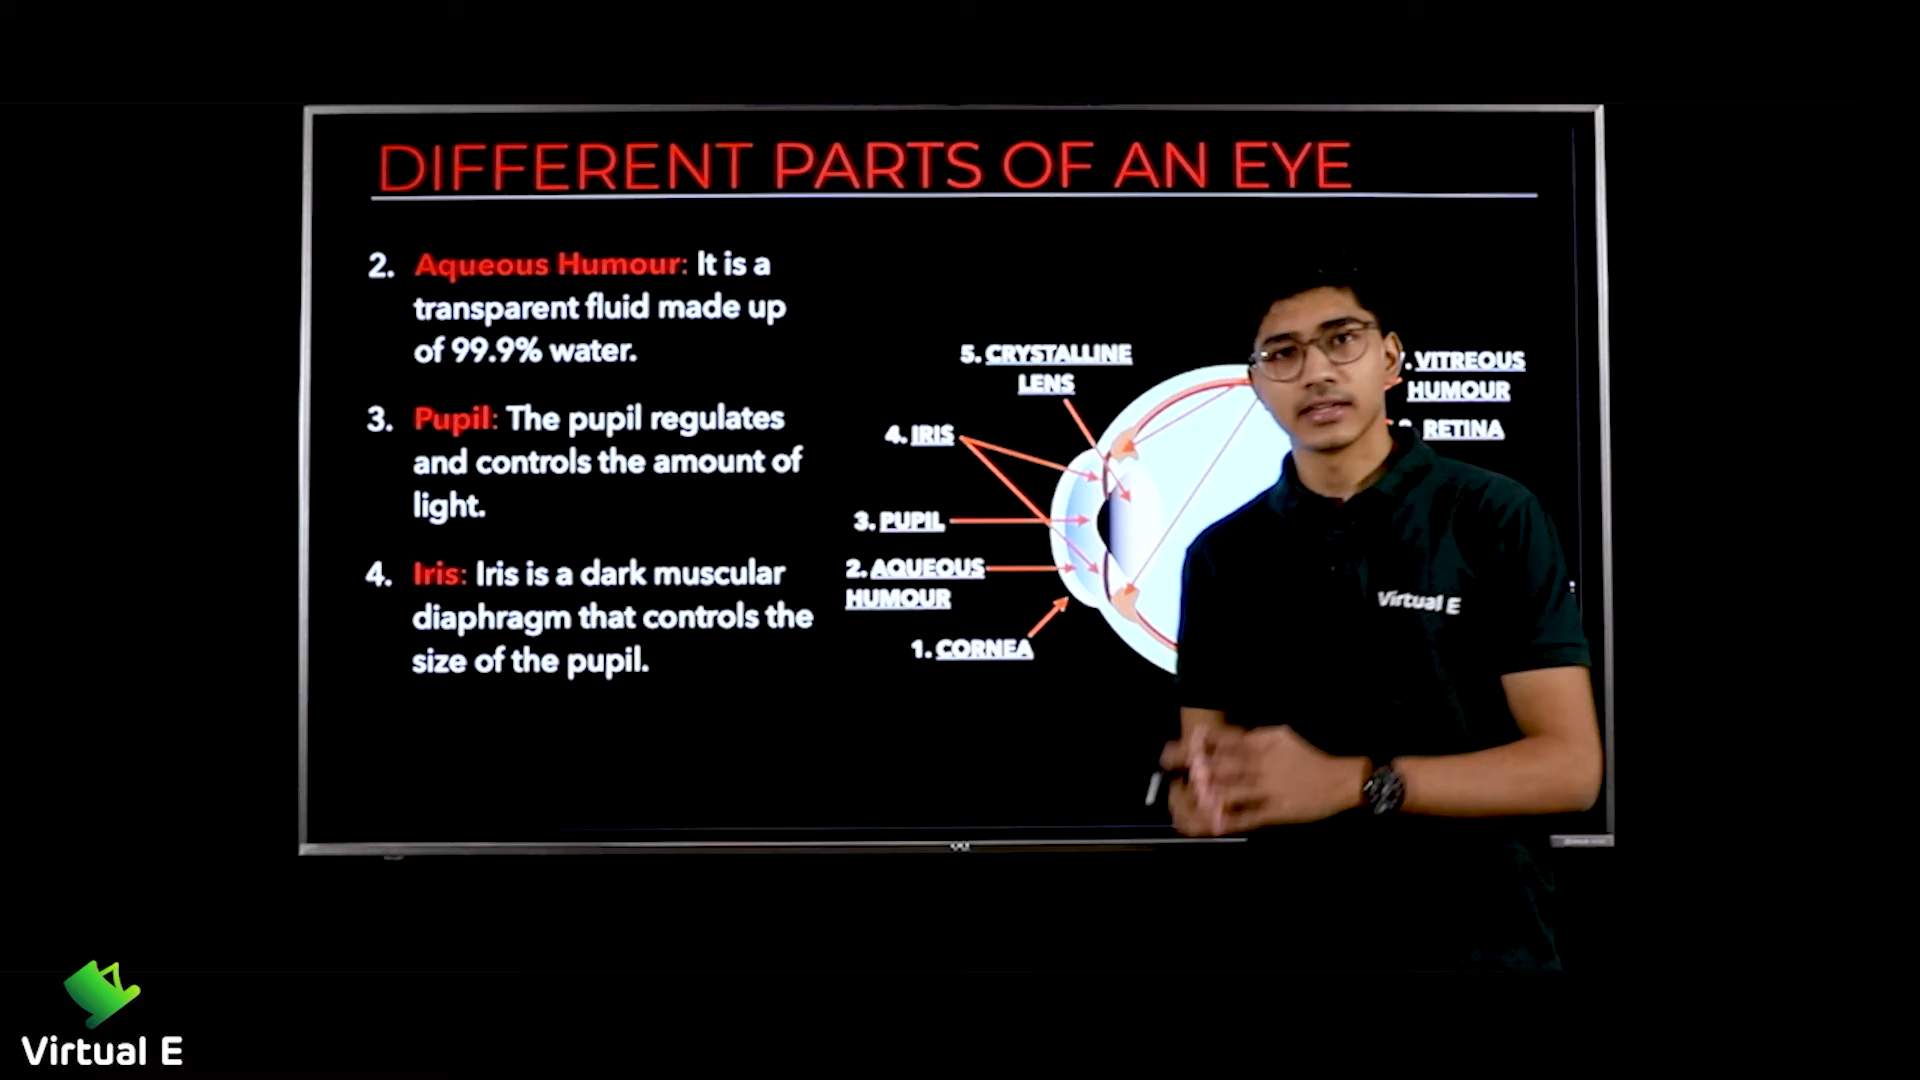 DIFFERENT PARTS OF AN EYE
2. Aqueous Humour: It is a
transparent fluid made up
of 99.9% water.
3. Pupil: The pupil regulates
and controls the amount of
light.
4. Iris: Iris is a dark muscular
diaphragm that controls the
size of the pupil.
5. CRYSTALLINE
LENS
4. IRIS
3. PUPIL
2. AQUEOUS
HUMOUR
1. CORNEA
. VITREOUS
HUMOUR
RETINA
Virtual E
Virtual E